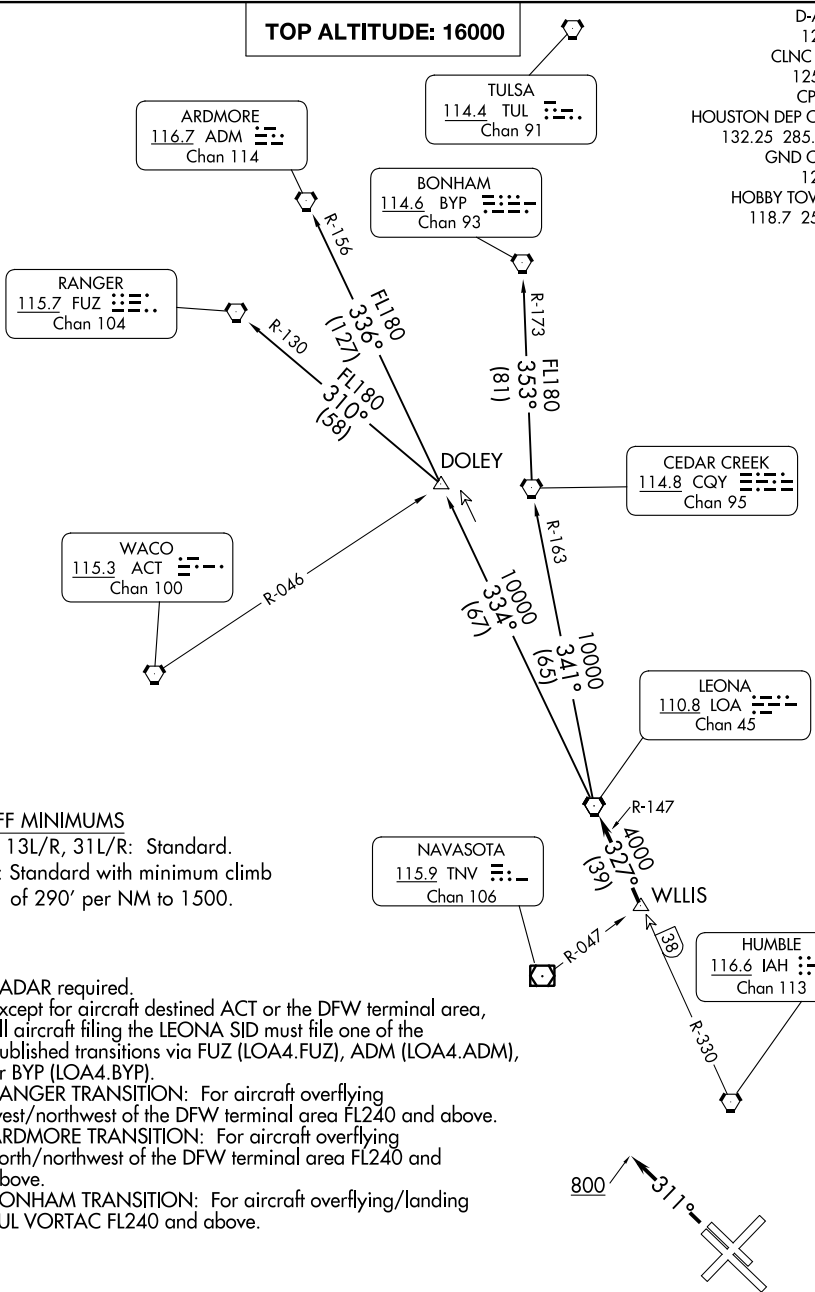 TOP ALTITUDE: 16000
D-A
12
CLNC
125
CP
HOUSTON DEP C
132.25 285.
GND C
12
HOBBY TOV
118.7 25
TULSA
114.4 TUL
Chan 91
ARDMORE
116.7 ADM
Chan 114
BONHAM
114.6 BYP
Chan 93
RANGER
115.7 FUZ
Chan 104
R-156
R-130
R-173
FL180
336°
(127)
FL180
310°
(58)
FL180
353°
(81)
DOLEY
CEDAR CREEK
114.8 CQY
Chan 95
WACO
115.3 ACT
Chan 100
R-046
R-163
10000
334°
(67)
10000
341°
(65)
LEONA
110.8 LOA
Chan 45
R-147
4000
327°
(39)
WLLIS
NAVASOTA
115.9 TNV
Chan 106
R-047
38
HUMBLE
116.6 IAH
Chan 113
R-330
FF MINIMUMS
13L/R, 31L/R: Standard.
: Standard with minimum climb
of 290' per NM to 1500.
ADAR required.
xcept for aircraft destined ACT or the DFW terminal area,
ll aircraft filing the LEONA SID must file one of the
ublished transitions via FUZ (LOA4.FUZ), ADM (LOA4.ADM),
r BYP (LOA4.BYP).
ANGER TRANSITION: For aircraft overflying
vest/northwest of the DFW terminal area FL240 and above.
ARDMORE TRANSITION: For aircraft overflying
orth/northwest of the DFW terminal area FL240 and
bove.
ONHAM TRANSITION: For aircraft overflying/landing
UL VORTAC FL240 and above.
800
311°